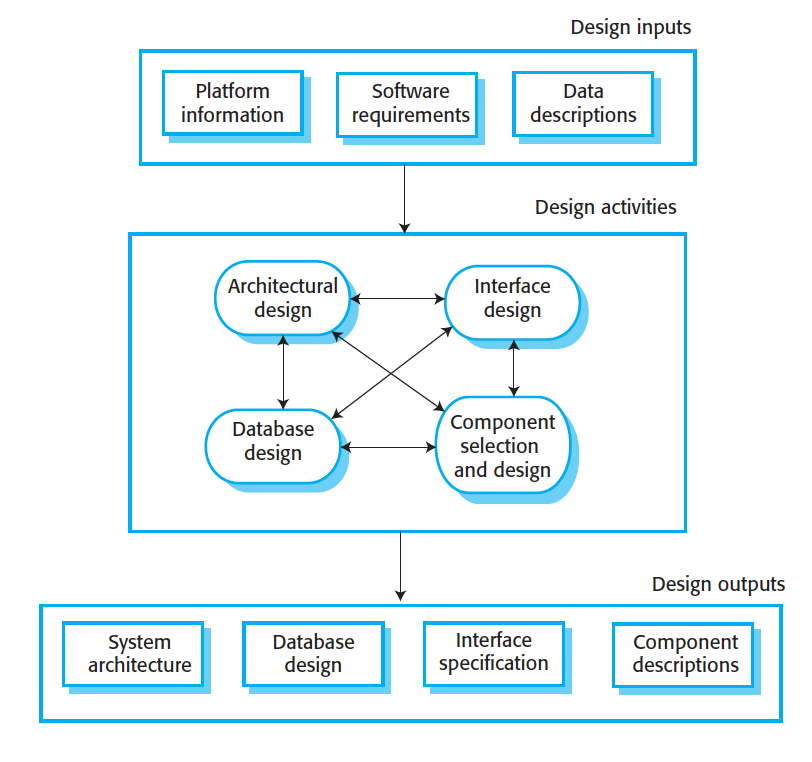 Design inputs
Platform
information
Software
requirements
Data
descriptions
Design activities
Architectural
design
Interface
design
Database
design
Component
selection
and design
Design outputs
System
architecture
Database
design
Interface
specification
Component
descriptions